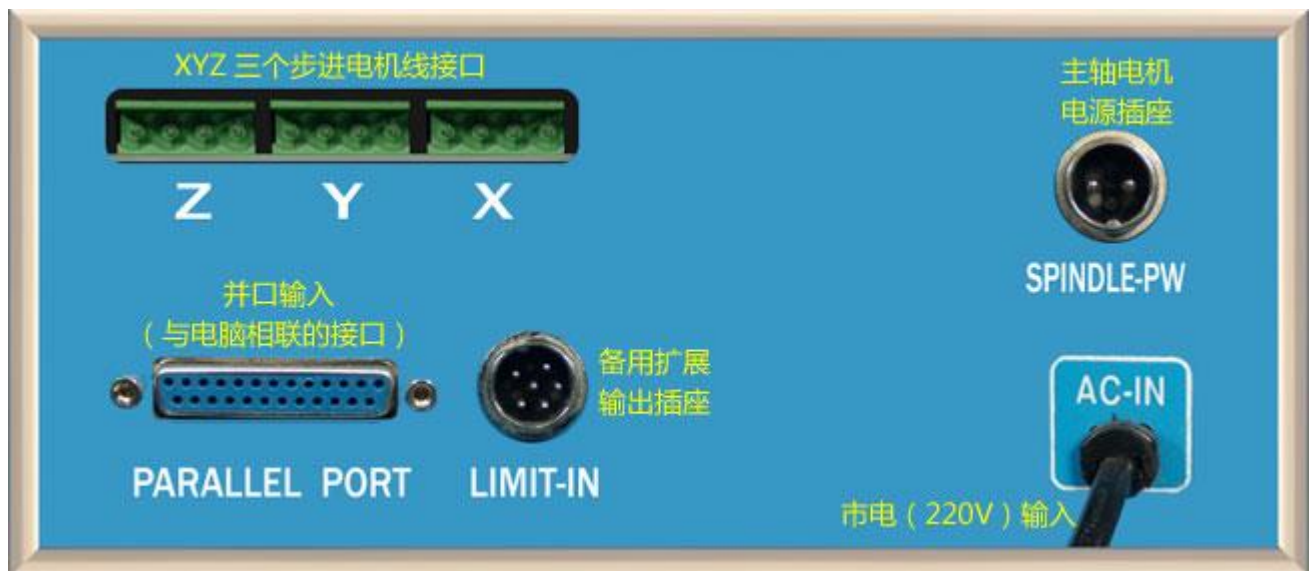 XYZ 三个步进电机线接口
Z Y X
主轴电机
电源插座
SPINDLE-PW
并口输入
（与电脑相联的接口）
PARALLEL PORT
备用扩展
输出插座
LIMIT-IN
AC-IN
市电（220V）输入